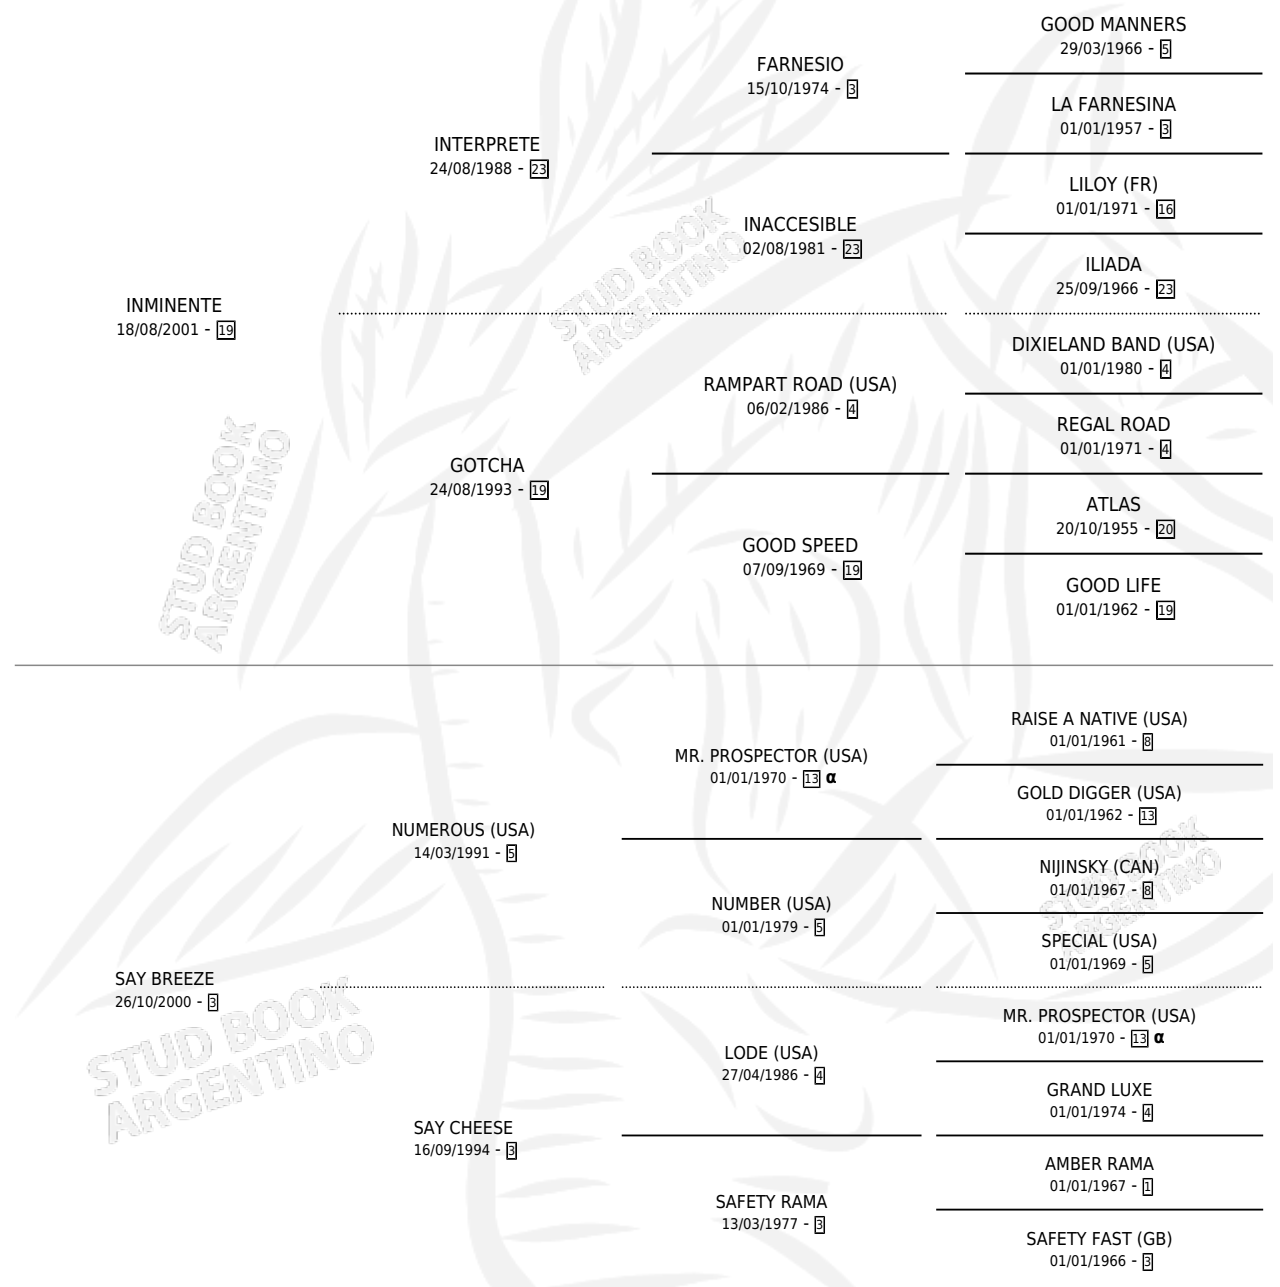 GOOD MANNERS
29/03/1966 - 5
FARNESIO
15/10/1974 - 3
LA FARNESINA
01/01/1957 - 3
INTERPRETE
24/08/1988 - 23
LILOY (FR)
01/01/1971 - 16
INACCESIBLE
02/08/1981 - 23
ILIADA
25/09/1966 - 23
INMINENTE
18/08/2001 - 19
DIXIELAND BAND (USA)
01/01/1980 - 4
RAMPART ROAD (USA)
06/02/1986 - 4
REGAL ROAD
01/01/1971 - 4
GOTCHA
24/08/1993 - 19
ATLAS
20/10/1955 - 20
GOOD SPEED
07/09/1969 - 19
GOOD LIFE
01/01/1962 - 19
STUD BOOK
ARGENTINO
STUD BOOK
ARGENTINO
RAISE A NATIVE (USA)
01/01/1961 - 8
MR. PROSPECTOR (USA)
01/01/1970 - 13 α
GOLD DIGGER (USA)
01/01/1962 - 13
NUMEROUS (USA)
14/03/1991 - 5
NIJINSKY (CAN)
01/01/1967 - 8
NUMBER (USA)
01/01/1979 - 5
SPECIAL (USA)
01/01/1969 - 5
SAY BREEZE
26/10/2000 - 3
MR. PROSPECTOR (USA)
01/01/1970 - 13 α
LODE (USA)
27/04/1986 - 4
GRAND LUXE
01/01/1974 - 4
SAY CHEESE
16/09/1994 - 3
AMBER RAMA
01/01/1967 - 1
SAFETY RAMA
13/03/1977 - 3
SAFETY FAST (GB)
01/01/1966 - 3
STUD BOOK
ARGENTINO
STUD BOOK
ARGENTINO